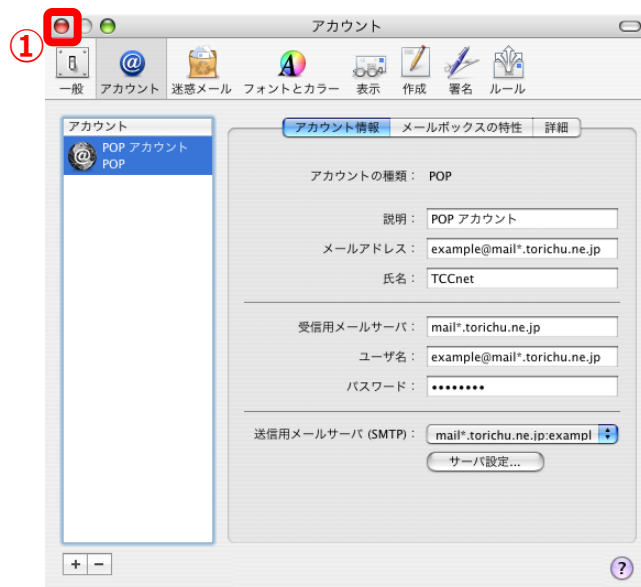 アカウント
①
一般 アカウント 迷惑メール フォントとカラー 表示 作成 署名 ルール
アカウント
POP アカウント
POP
アカウント情報 メールボックスの特性 詳細
アカウントの種類： POP
説明： POP アカウント
メールアドレス： example@mail*.torichu.ne.jp
氏名： TCCnet
受信用メールサーバ： mail*.torichu.ne.jp
ユーザ名： example@mail*.torichu.ne.jp
パスワード： ••••••••
送信用メールサーバ (SMTP)： mail*.torichu.ne.jp:exampl
サーバ設定...
+ −
?